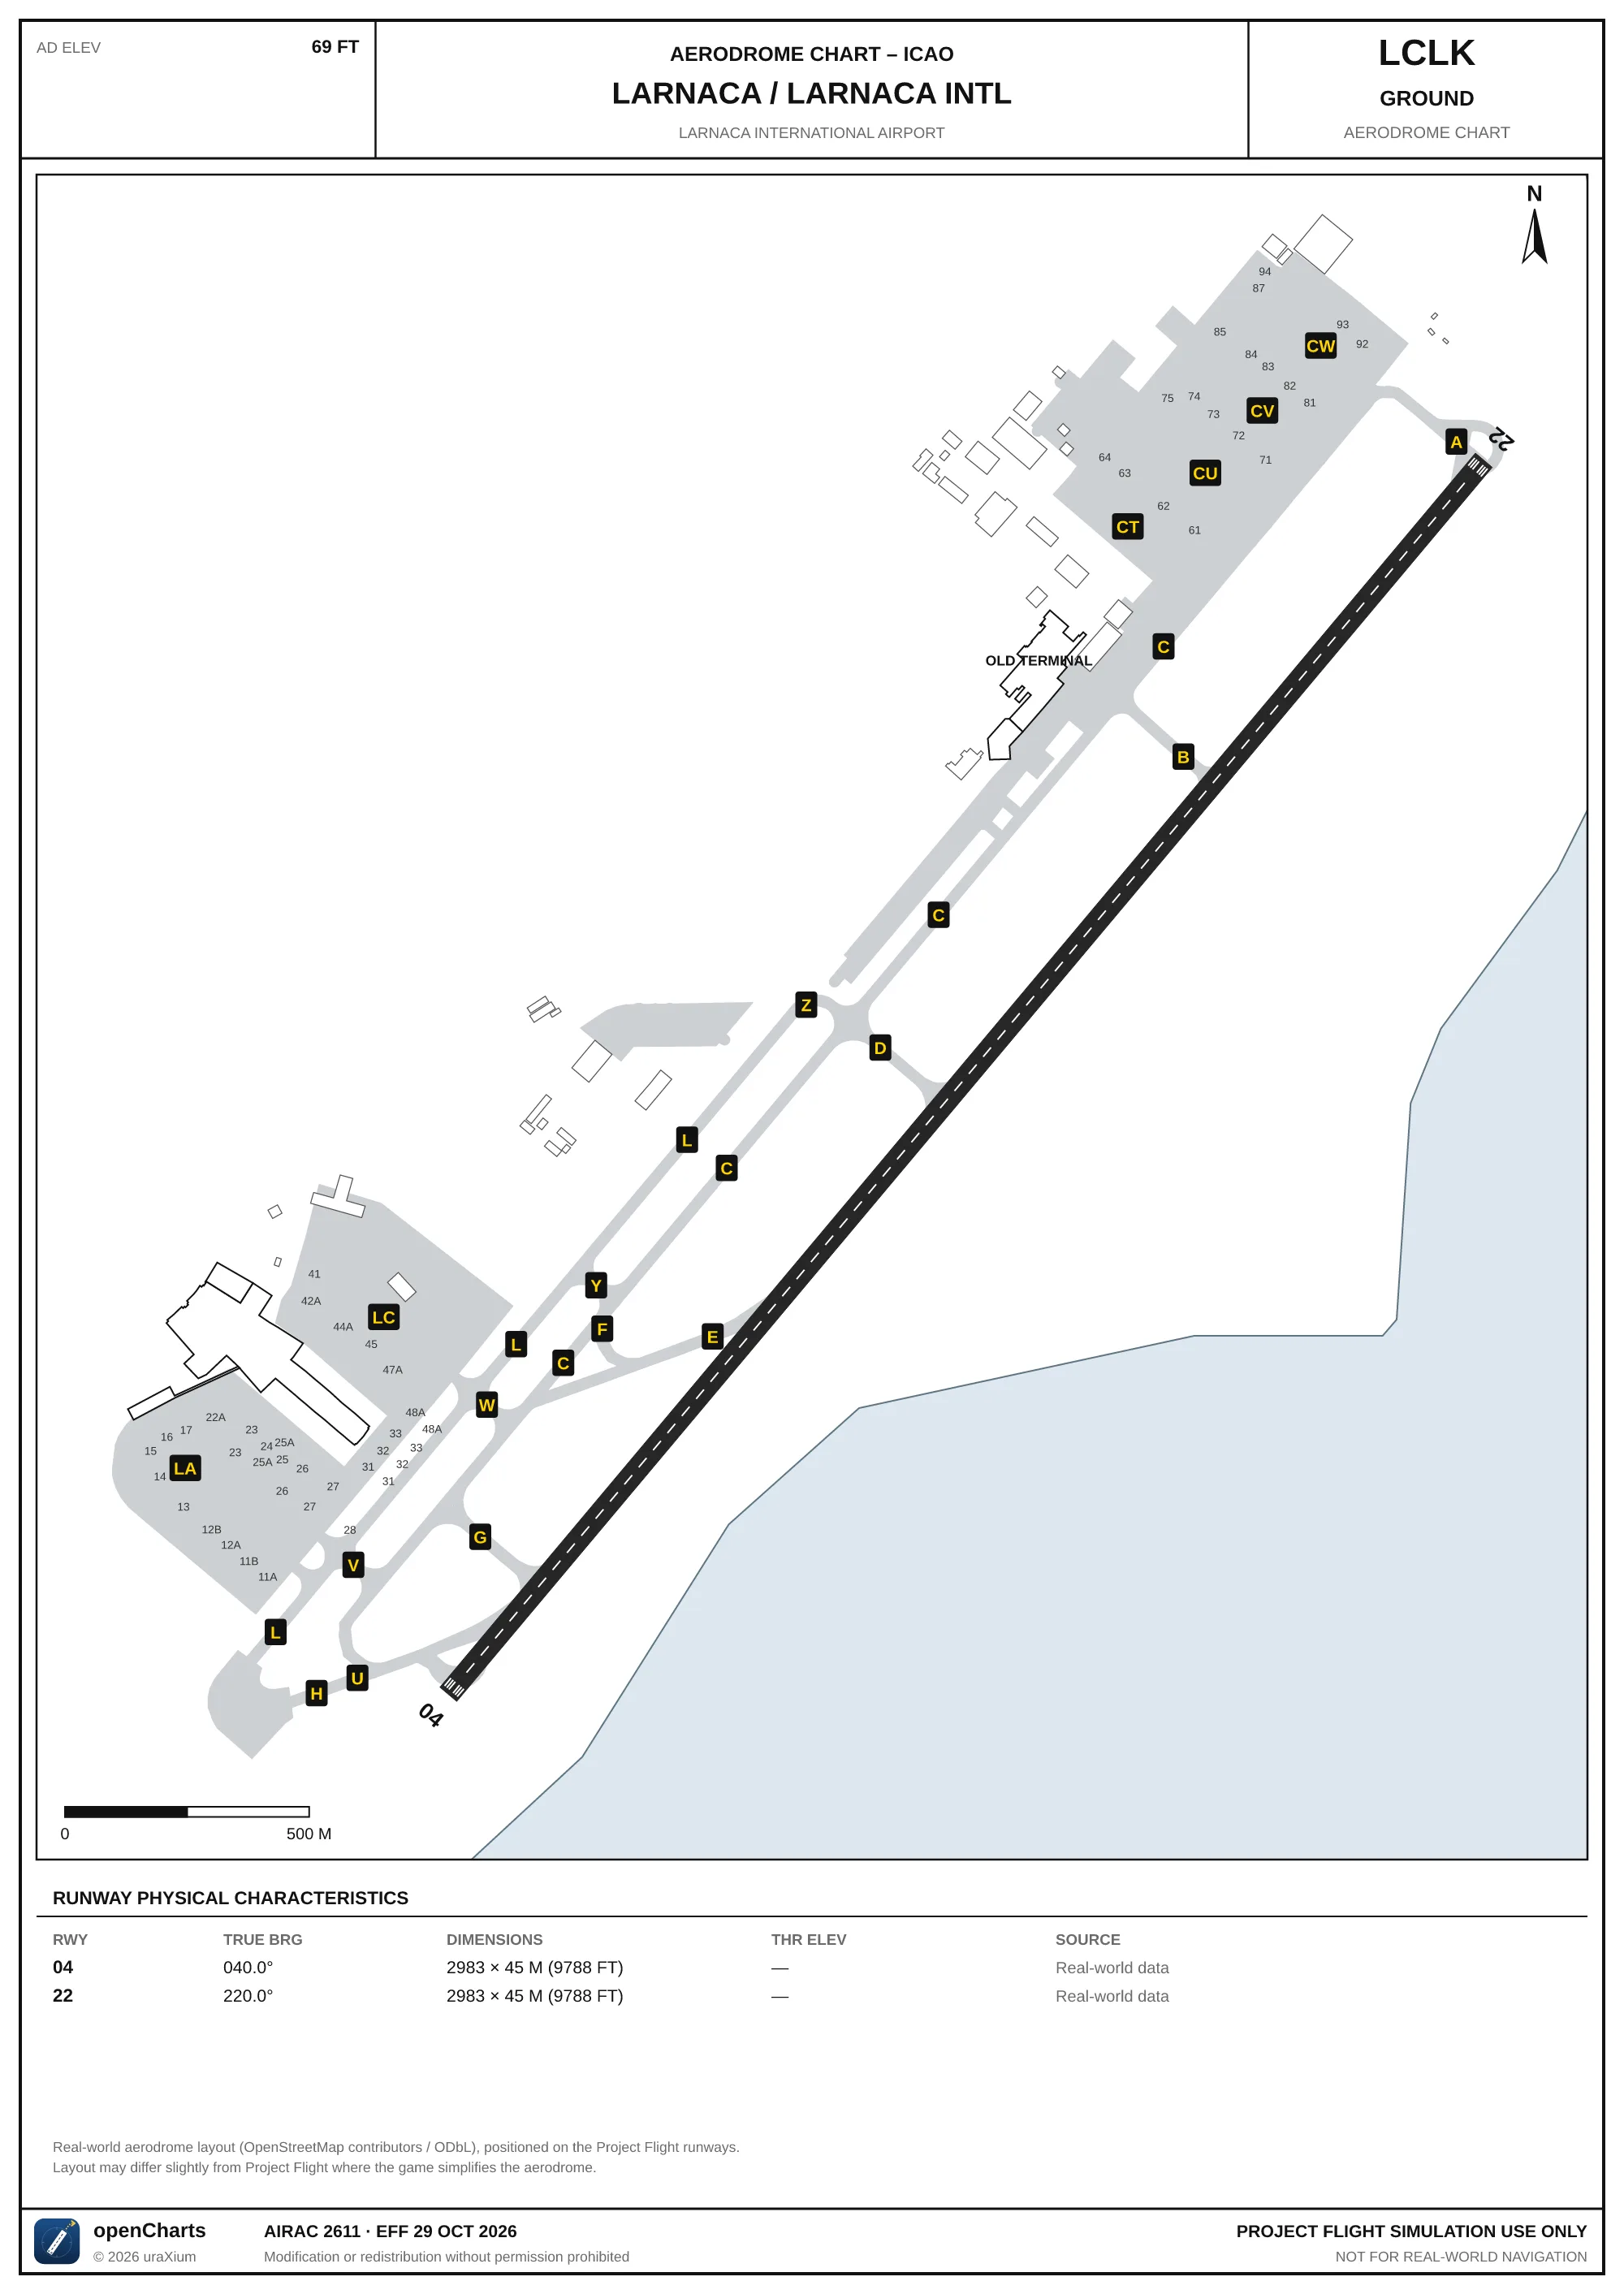 AD ELEV
69 FT
AERODROME CHART – ICAO
LARNACA / LARNACA INTL
LARNACA INTERNATIONAL AIRPORT
LCLK
GROUND
AERODROME CHART
N
94
87
93
85
CW
92
84
83
82
75
74
81
CV
73
72
A
22
64
71
63
CU
62
CT
61
C
OLD TERMINAL
B
C
Z
D
L
C
41
Y
42A
LC
44A
F
E
45
L
C
47A
W
48A
22A
48A
17
23
33
16
24
25A
33
15
23
32
25
25A
32
LA
26
31
14
31
27
26
13
27
12B
28
G
12A
11B
V
11A
L
U
H
04
0
500 M
RUNWAY PHYSICAL CHARACTERISTICS
RWY TRUE BRG DIMENSIONS THR ELEV SOURCE
04 040.0° 2983 × 45 M (9788 FT) — Real-world data
22 220.0° 2983 × 45 M (9788 FT) — Real-world data
Real-world aerodrome layout (OpenStreetMap contributors / ODbL), positioned on the Project Flight runways.
Layout may differ slightly from Project Flight where the game simplifies the aerodrome.
openCharts
© 2026 uraXium
AIRAC 2611 · EFF 29 OCT 2026
Modification or redistribution without permission prohibited
PROJECT FLIGHT SIMULATION USE ONLY
NOT FOR REAL-WORLD NAVIGATION